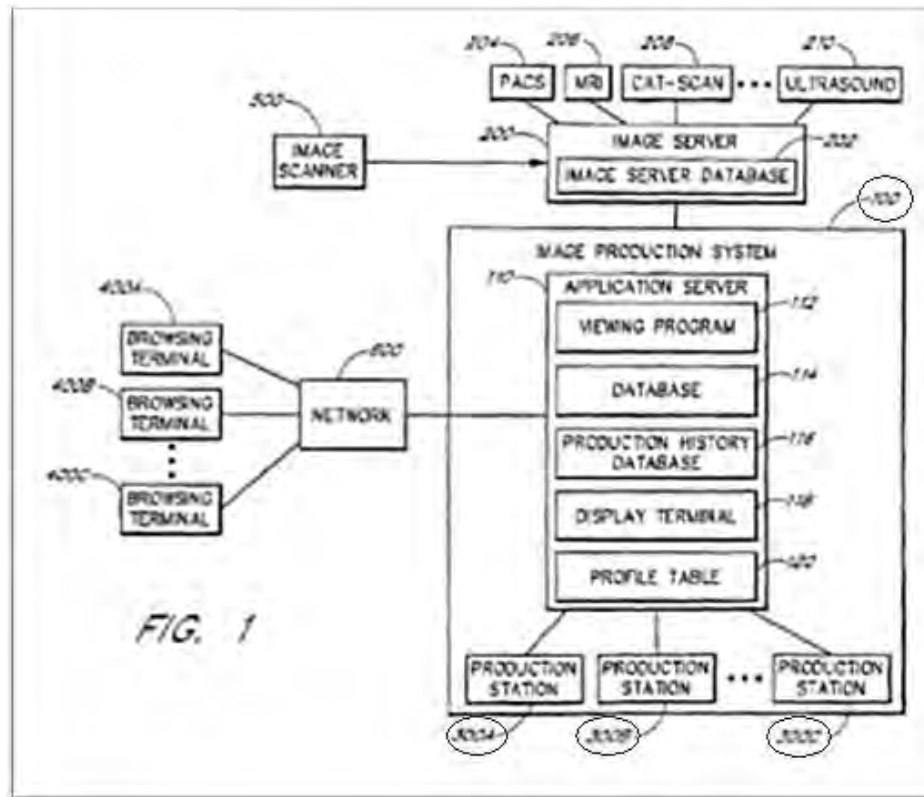 204 206 208 210
PACS MRI CAT-SCAN ULTRASOUND
500 200 IMAGE SERVER 202
IMAGE
SCANNER
IMAGE SERVER DATABASE
100
IMAGE PRODUCTION SYSTEM
110 APPLICATION SERVER
112
VIEWING PROGRAM
400A
BROWSING
TERMINAL
600
114
DATABASE
400B
BROWSING
TERMINAL
NETWORK
116
PRODUCTION HISTORY
DATABASE
400C
BROWSING
TERMINAL
118
DISPLAY TERMINAL
120
PROFILE TABLE
FIG. 1
PRODUCTION
STATION
PRODUCTION
STATION
PRODUCTION
STATION
300A 300B 300C